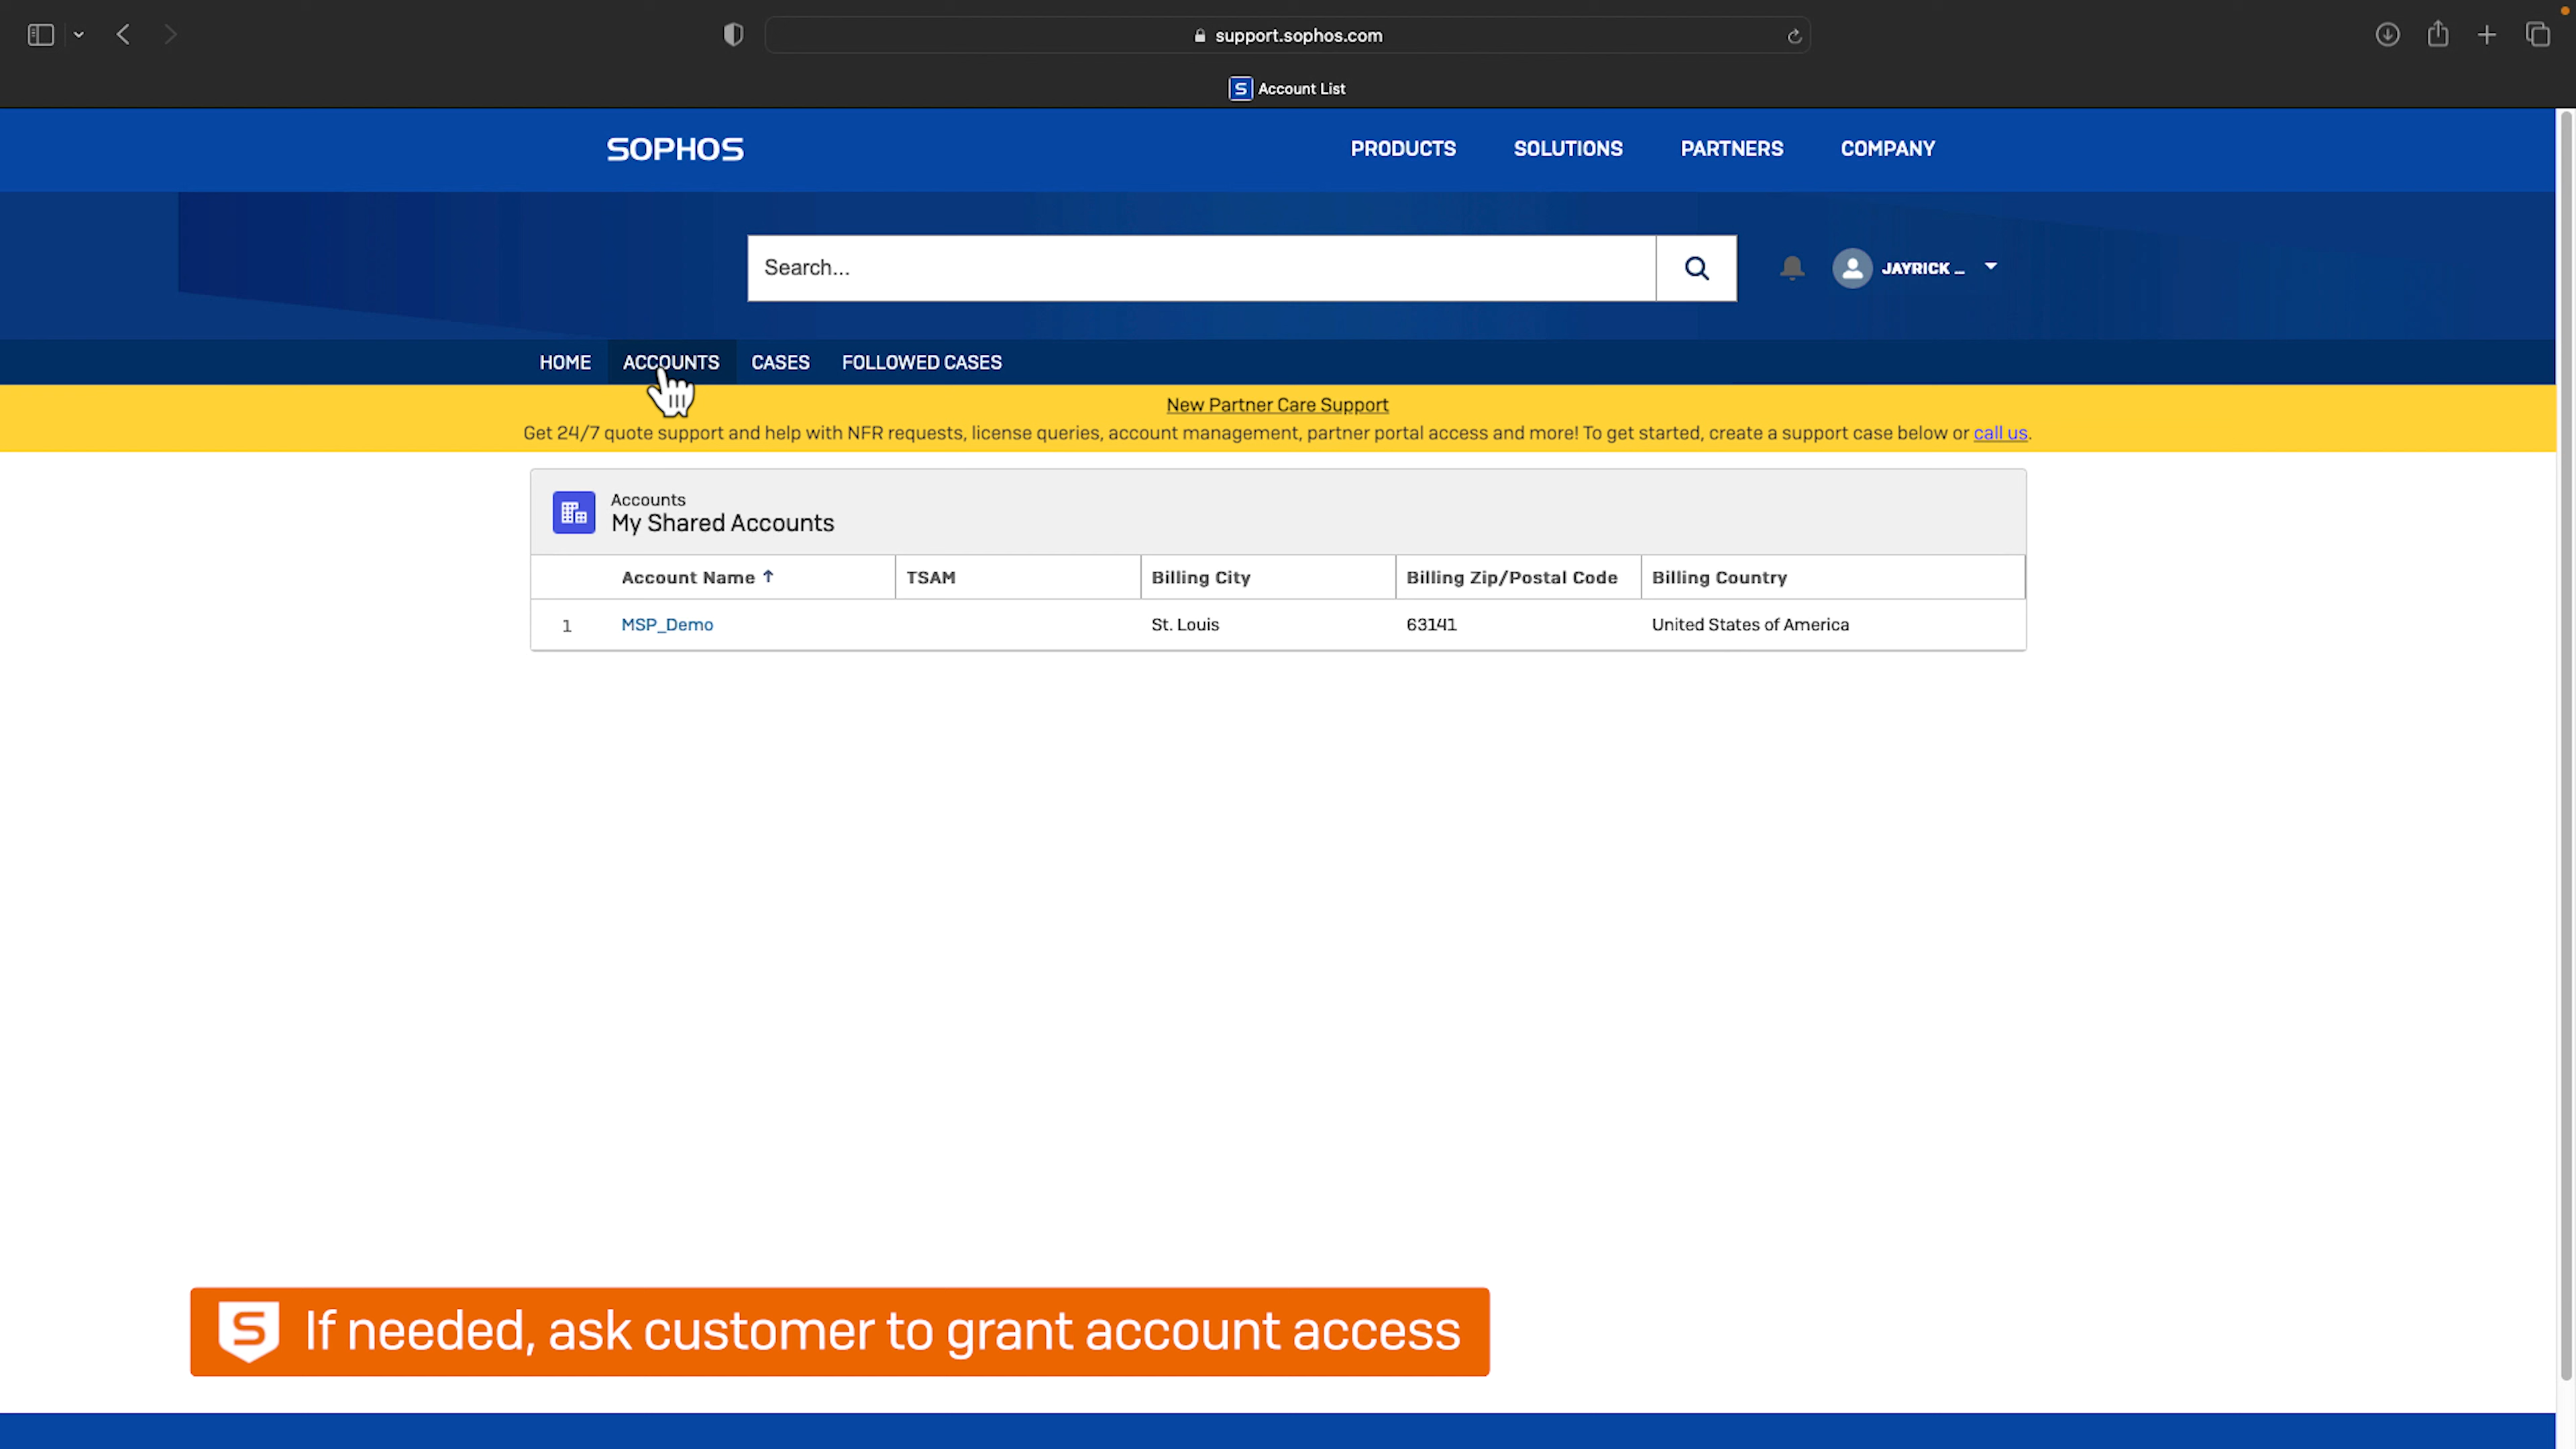 support.sophos.com
S Account List
SOPHOS
PRODUCTS SOLUTIONS PARTNERS COMPANY
Search...
JAYRICK _
HOME ACCOUNTS CASES FOLLOWED CASES
New Partner Care Support
Get 24/7 quote support and help with NFR requests, license queries, account management, partner portal access and more! To get started, create a support case below or call us.
Accounts
My Shared Accounts
Account Name ↑ TSAM Billing City Billing Zip/Postal Code Billing Country
1 MSP_Demo St. Louis 63141 United States of America
S If needed, ask customer to grant account access